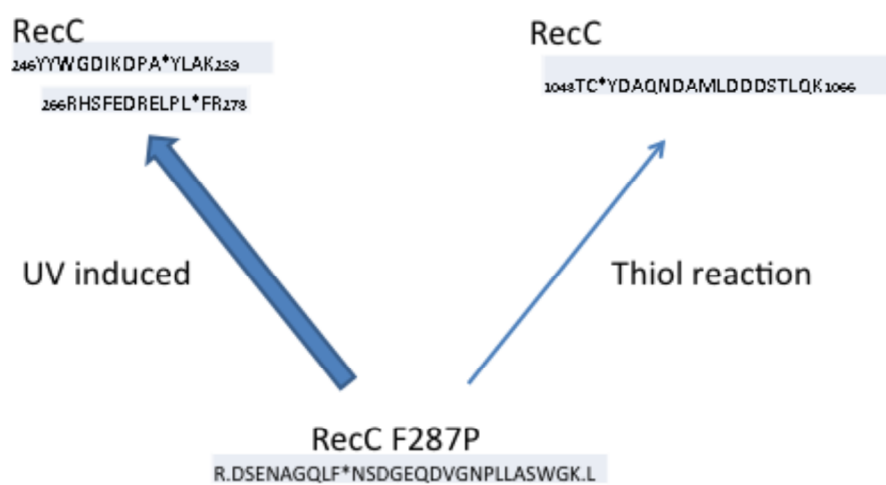 RecC
246YYWGDIKDPA*YLAK259
266RHSFEDRELPL*FR278
RecC
1048TC*YDAQNDAMLDDDSTLQK1066
UV induced
Thiol reaction
RecC F287P
R.DSENAGQLF*NSDGEQDVGNPLLASWGK.L